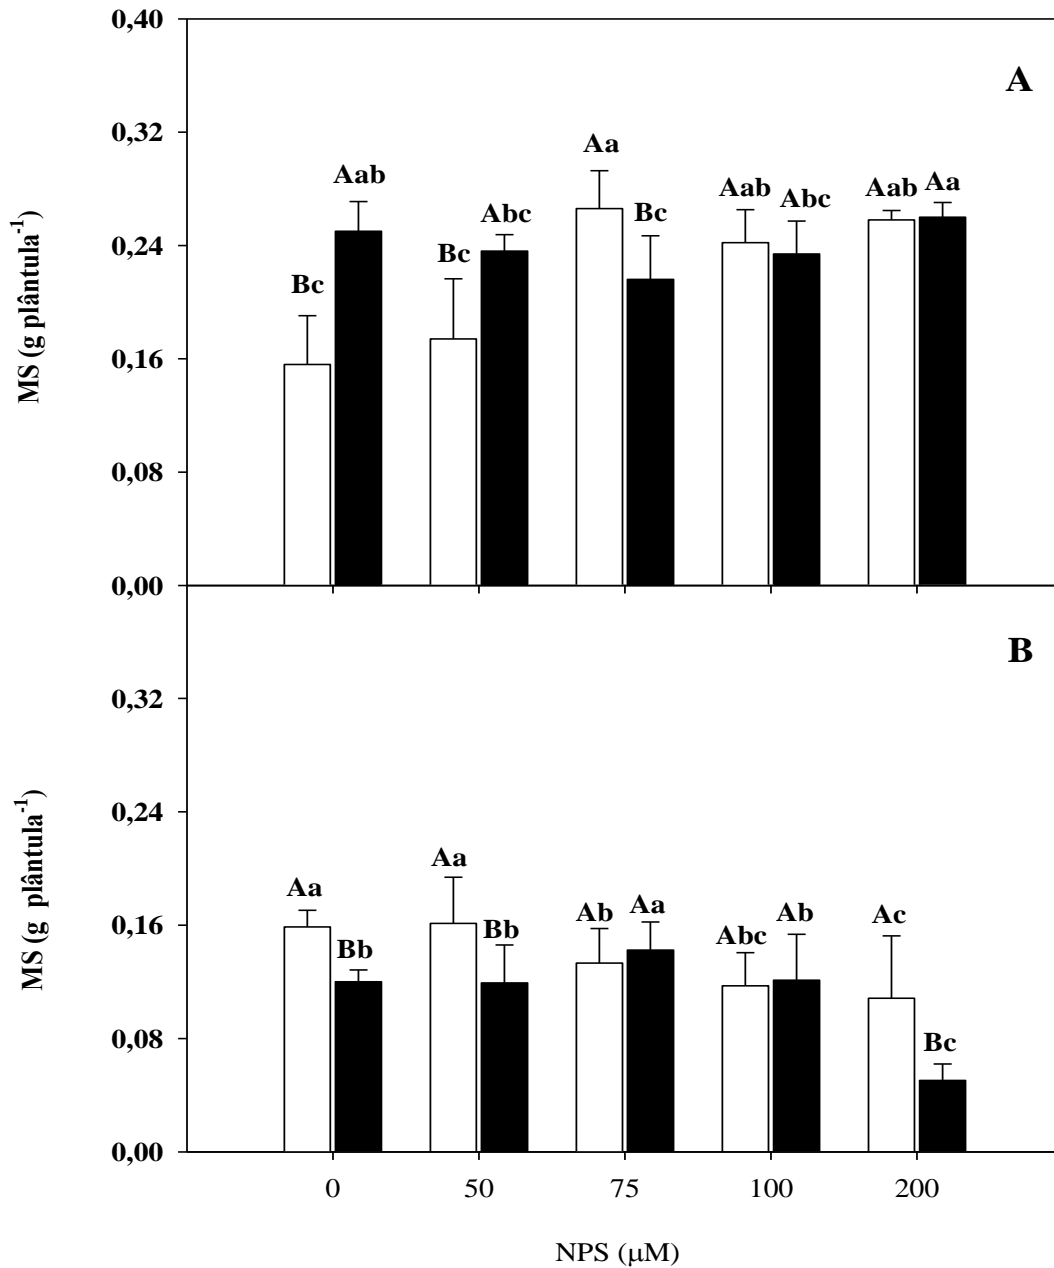 0,40
A
0,32
Aa
Aab
Aab
Abc
Aab
Aa
Abc
Bc
Bc
0,24
Bc
MS (g plântula-1)
0,16
0,08
0,00
B
0,32
0,24
MS (g plântula-1)
Aa
Aa
Bb
Bb
Ab
Aa
Abc
Ab
Ac
0,16
Bc
0,08
0,00
0 50 75 100 200
NPS (μM)